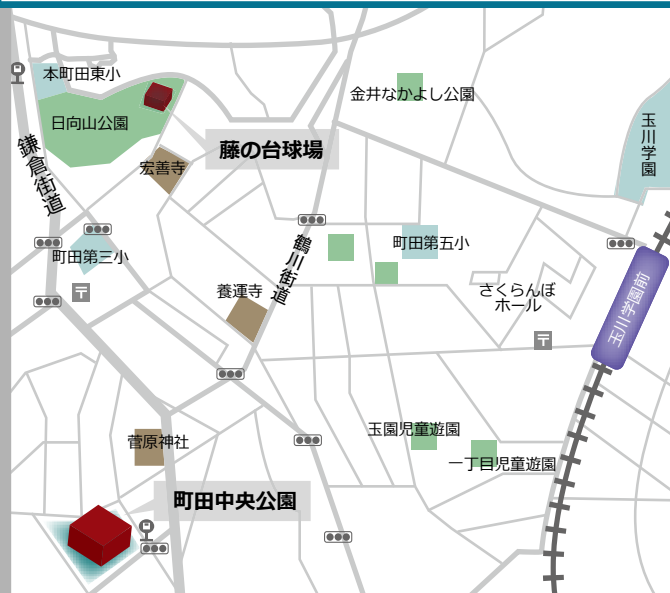 本町田東小
金井なかよし公園
日向山公園
玉川学園
藤の台球場
鎌倉街道
宏善寺
鶴川街道
町田第五小
町田第三小
養運寺
さくらんぼ
ホール
玉川学園前
玉園児童遊園
菅原神社
一丁目児童遊園
町田中央公園